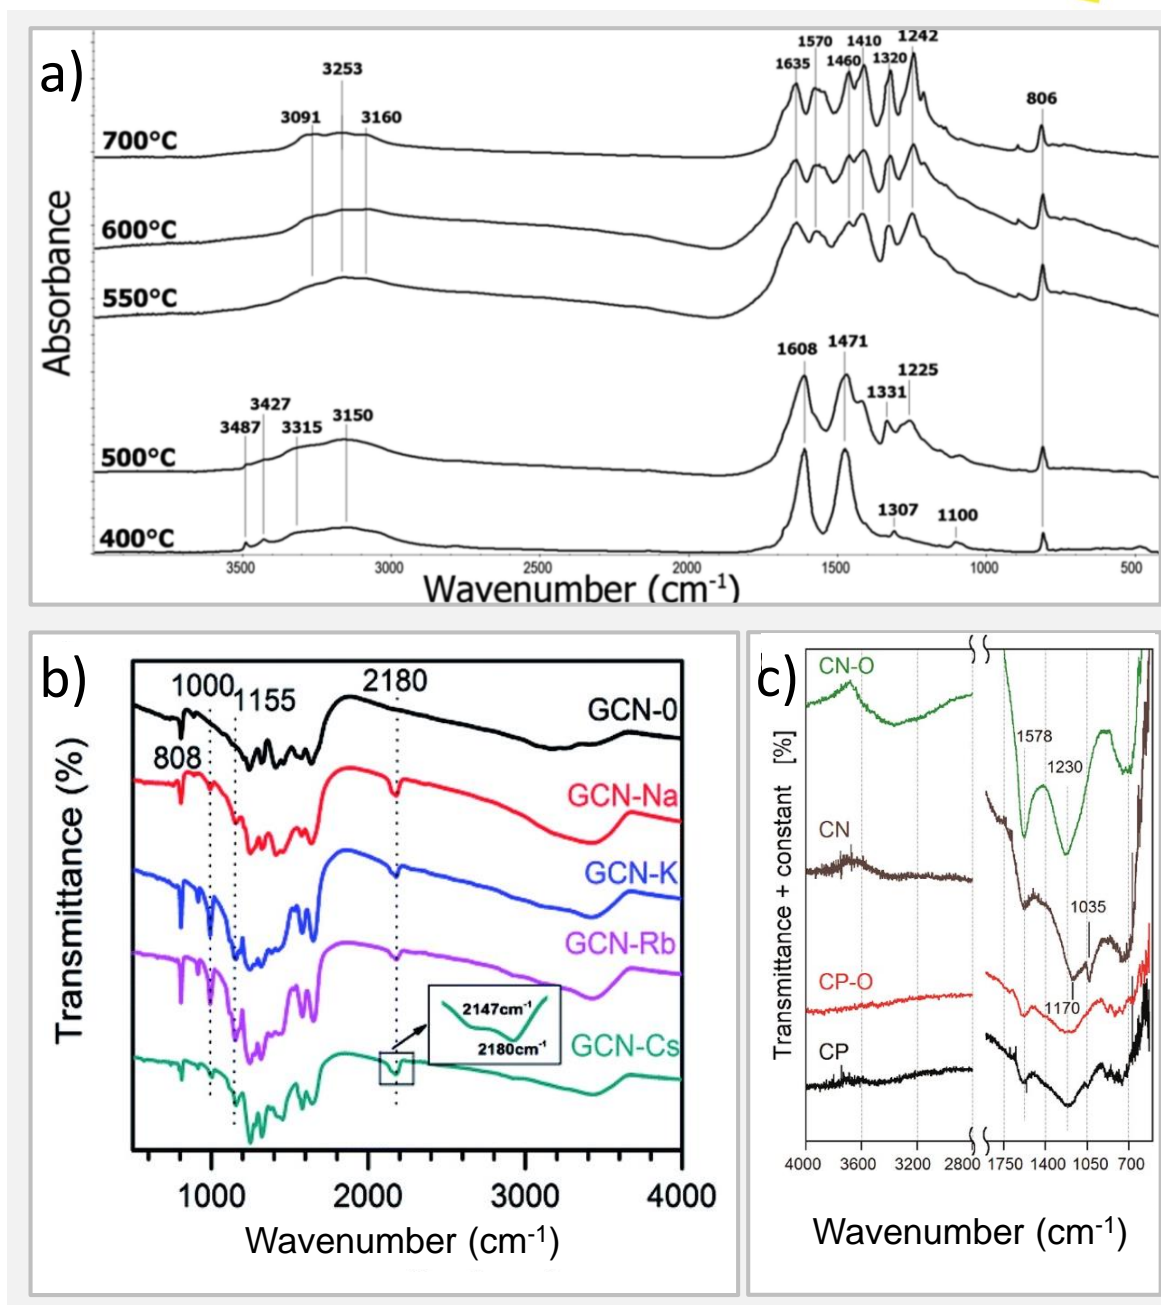 a)
1570 1410 1242
1635 1460 1320
3253
3091 3160
806
700°C
600°C
550°C
Absorbance
1608 1471
1331 1225
3487 3427 3315 3150
500°C
1307 1100
400°C
3500 3000 2500 2000 1500 1000 500
Wavenumber (cm-1)
b)
1000 1155 2180
GCN-0
808
GCN-Na
GCN-K
GCN-Rb
2147cm-1
2180cm-1
GCN-Cs
Transmittance (%)
1000 2000 3000 4000
Wavenumber (cm-1)
c)
CN-O
1578
1230
CN
1035
CP-O
1170
CP
Transmittance + constant [%]
4000 3600 3200 2800 1750 1400 1050 700
Wavenumber (cm-1)